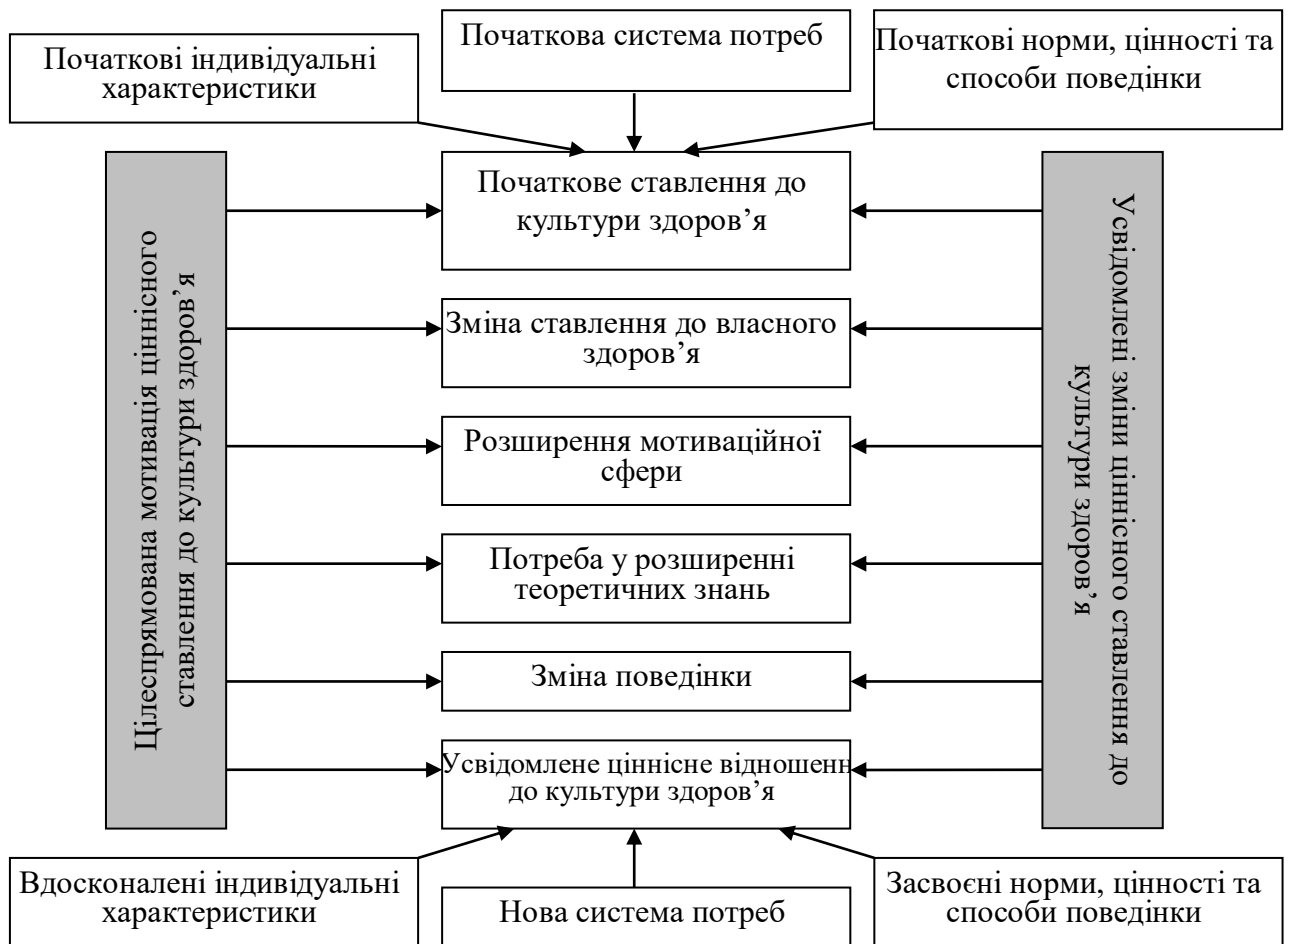 Початкові індивідуальні
характеристики
Початкова система потреб
Початкові норми, цінності та
способи поведінки
Цілеспрямована мотивація ціннісного
ставлення до культури здоров’я
Початкове ставлення до
культури здоров’я
Зміна ставлення до власного
здоров’я
Розширення мотиваційної
сфери
Потреба у розширенні
теоретичних знань
Зміна поведінки
Усвідомлене ціннісне відношенн
до культури здоров’я
Усвідомлені зміни ціннісного ставлення до
культури здоров’я
Вдосконалені індивідуальні
характеристики
Нова система потреб
Засвоєні норми, цінності та
способи поведінки